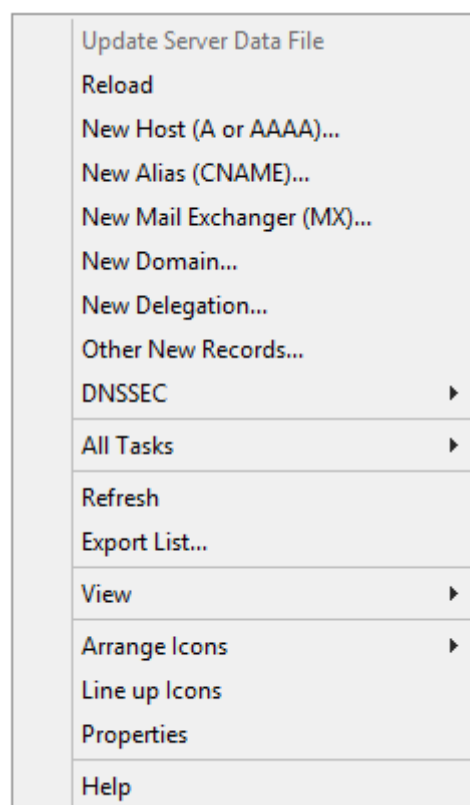 Update Server Data File
Reload
New Host (A or AAAA)...
New Alias (CNAME)...
New Mail Exchanger (MX)...
New Domain...
New Delegation...
Other New Records...
DNSSEC
All Tasks
Refresh
Export List...
View
Arrange Icons
Line up Icons
Properties
Help